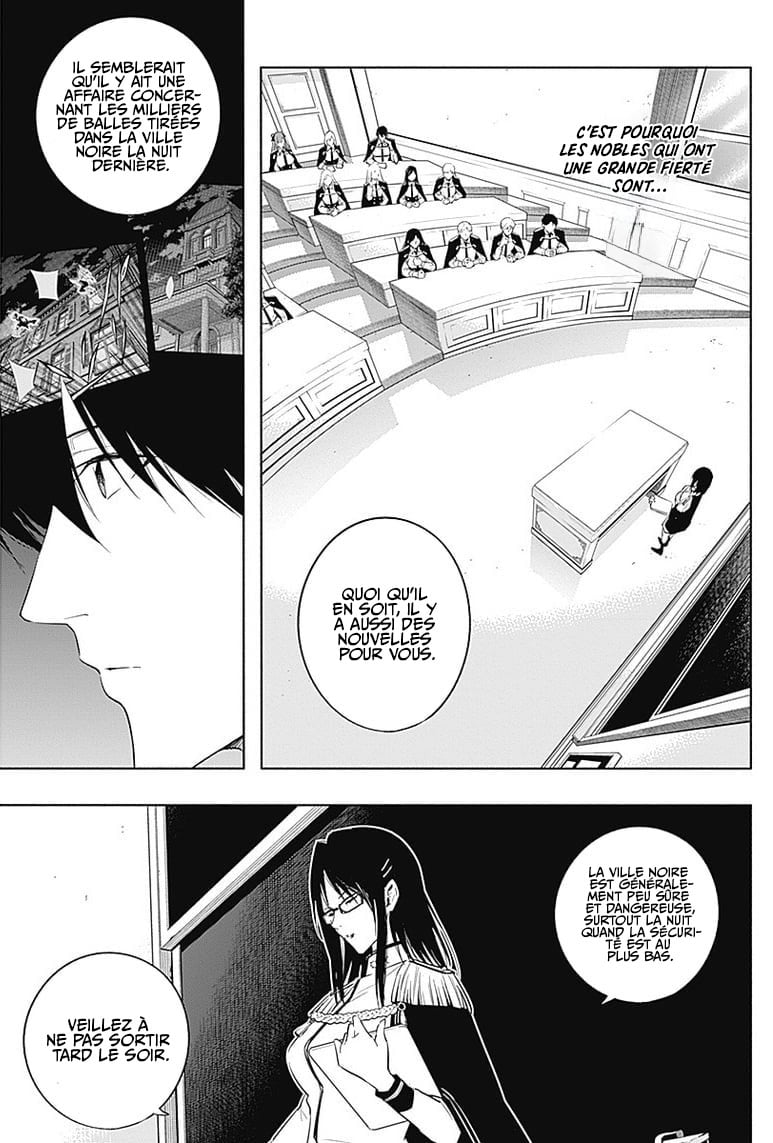 C'EST POURQUOI
LES NOBLES QUI ONT
UNE GRANDE FIERTÉ
SONT...
QUOI QU'IL
EN SOIT, IL Y
A AUSSI DES
NOUVELLES
POUR VOUS.
IL SEMBLERAIT
QU'IL Y AIT UNE
AFFAIRE CONCER-
NANT LES MILLIERS
DE BALLES TIRÉES
DANS LA VILLE
NOIRE LA NUIT
DERNIÈRE.
LA VILLE NOIRE
EST GÉNÉRALE-
MENT PEU SÛRE
ET DANGEREUSE,
SURTOUT LA NUIT
QUAND LA SÉCURI-
TÉ EST AU
PLUS BAS.
VEILLEZ À
NE PAS SORTIR
TARD LE SOIR.